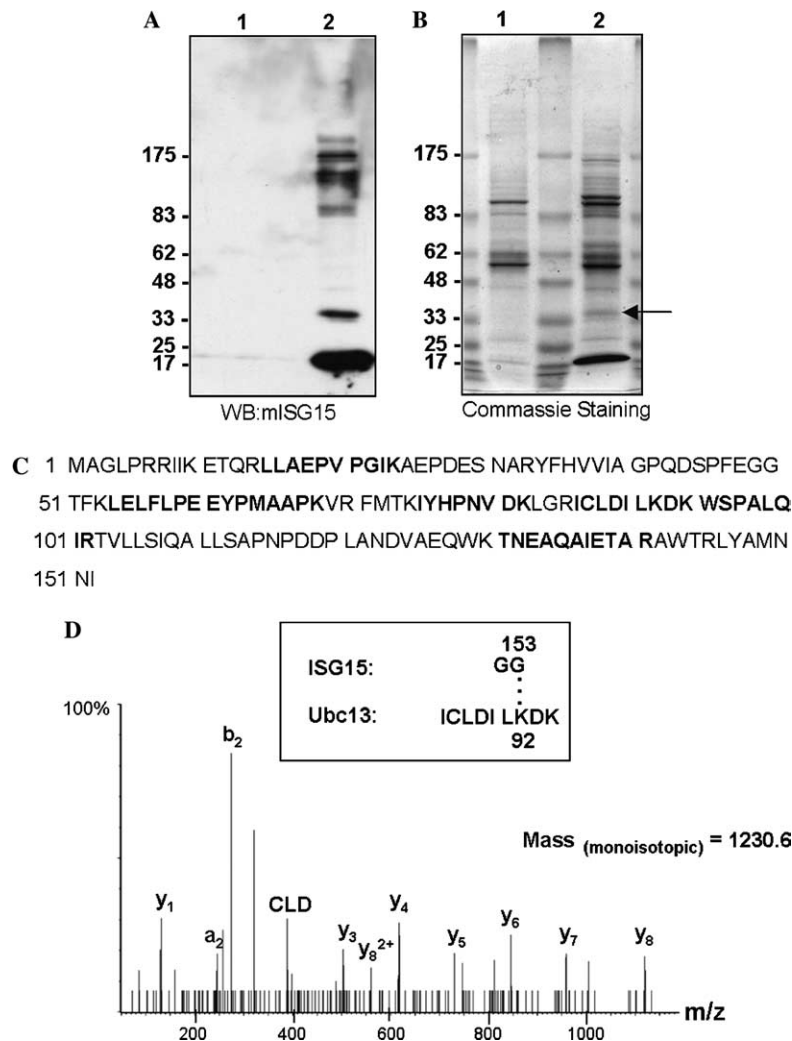 A 1 2 B 1 2
175 -
83 -
62 -
48 -
33 -
25 -
17 -
WB:mISG15
175 -
83 -
62 -
48 -
33 -
25 -
17 -
Commassie Staining
C 1 MAGLPRRIIK ETQRLLAEPV PGIKAEPDES NARYFHVVIA GPQDSPFEGG
51 TFKLELFLPE EYPMAAPKVR FMTKIYHPNV DKLGRICLDI LKDKWSPALQ
101 IRTVLLSIQA LLSAPNPDDP LANDVAEQWK TNEAQAIETA RAWTRLYAMN
151 NI
D
153
ISG15: GG
Ubc13: ICLDI LKDK
92
100%
b2
Mass (monoisotopic) = 1230.6
y1 a2 CLD y3 y8 2+ y4 y5 y6 y7 y8
200 400 600 800 1000 m/z